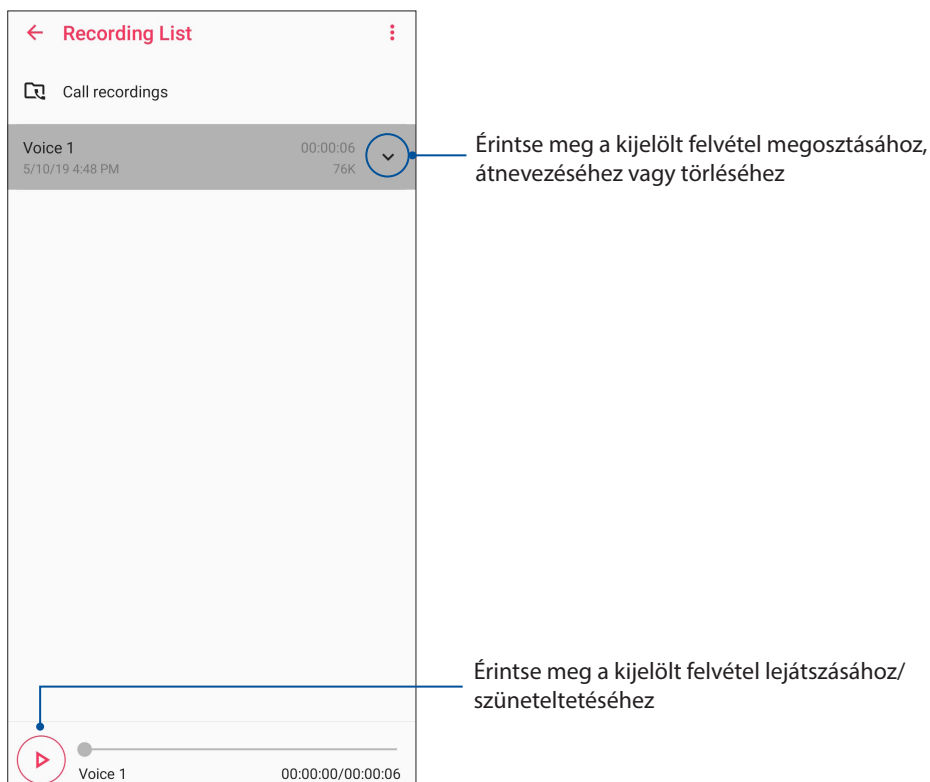 Recording List
Call recordings
Voice 1
00:00:06
5/10/19 4:48 PM
76K
Érintse meg a kijelölt felvétel megosztásához,
átnevezéséhez vagy törléséhez
Érintse meg a kijelölt felvétel lejátszásához/
szüneteltetéséhez
Voice 1
00:00:00/00:00:06